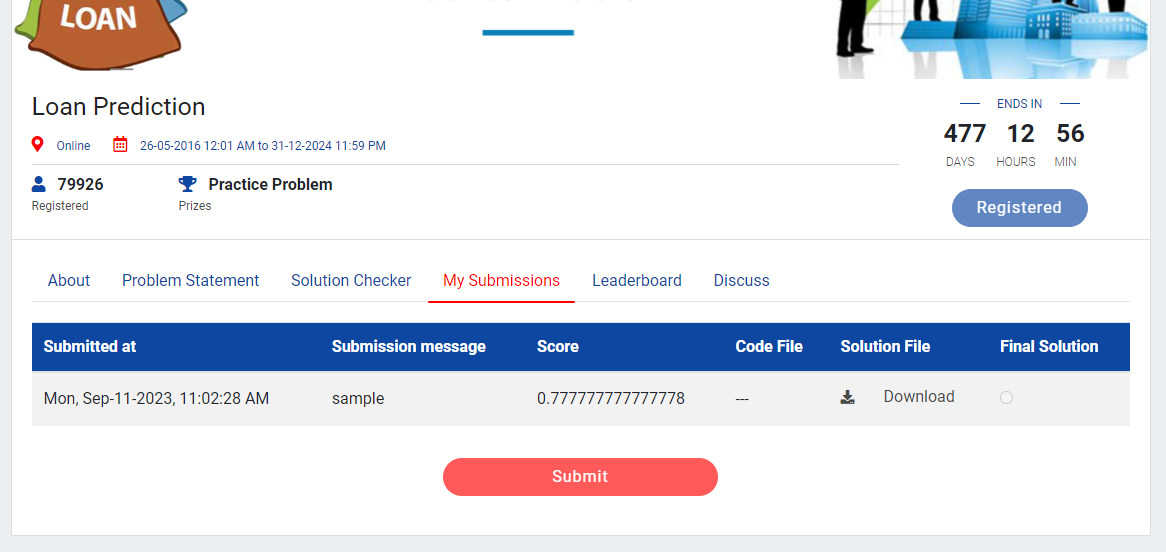 LOAN
Loan Prediction
ENDS IN
477 12 56
DAYS HOURS MIN
Online 26-05-2016 12:01 AM to 31-12-2024 11:59 PM
79926 Practice Problem
Registered Prizes
Registered
About Problem Statement Solution Checker My Submissions Leaderboard Discuss
Submitted at Submission message Score Code File Solution File Final Solution
Mon, Sep-11-2023, 11:02:28 AM sample 0.777777777777778 --- Download
Submit